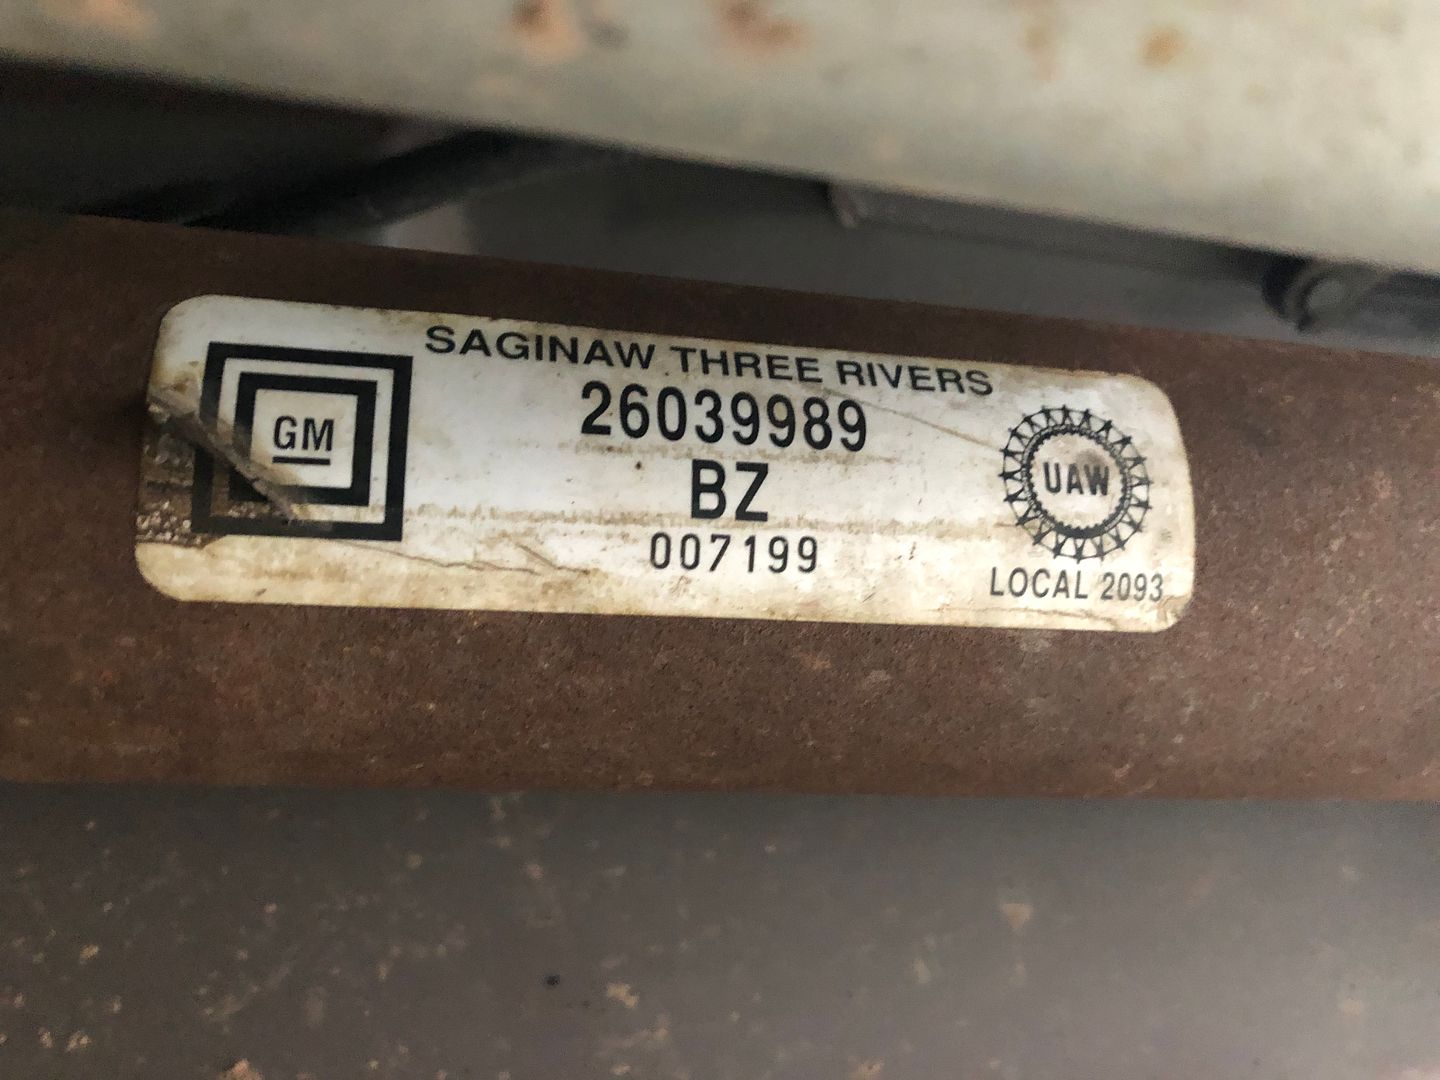 SAGINAW THREE RIVERS
GM
26039989
BZ
007199
UAW
LOCAL 2093